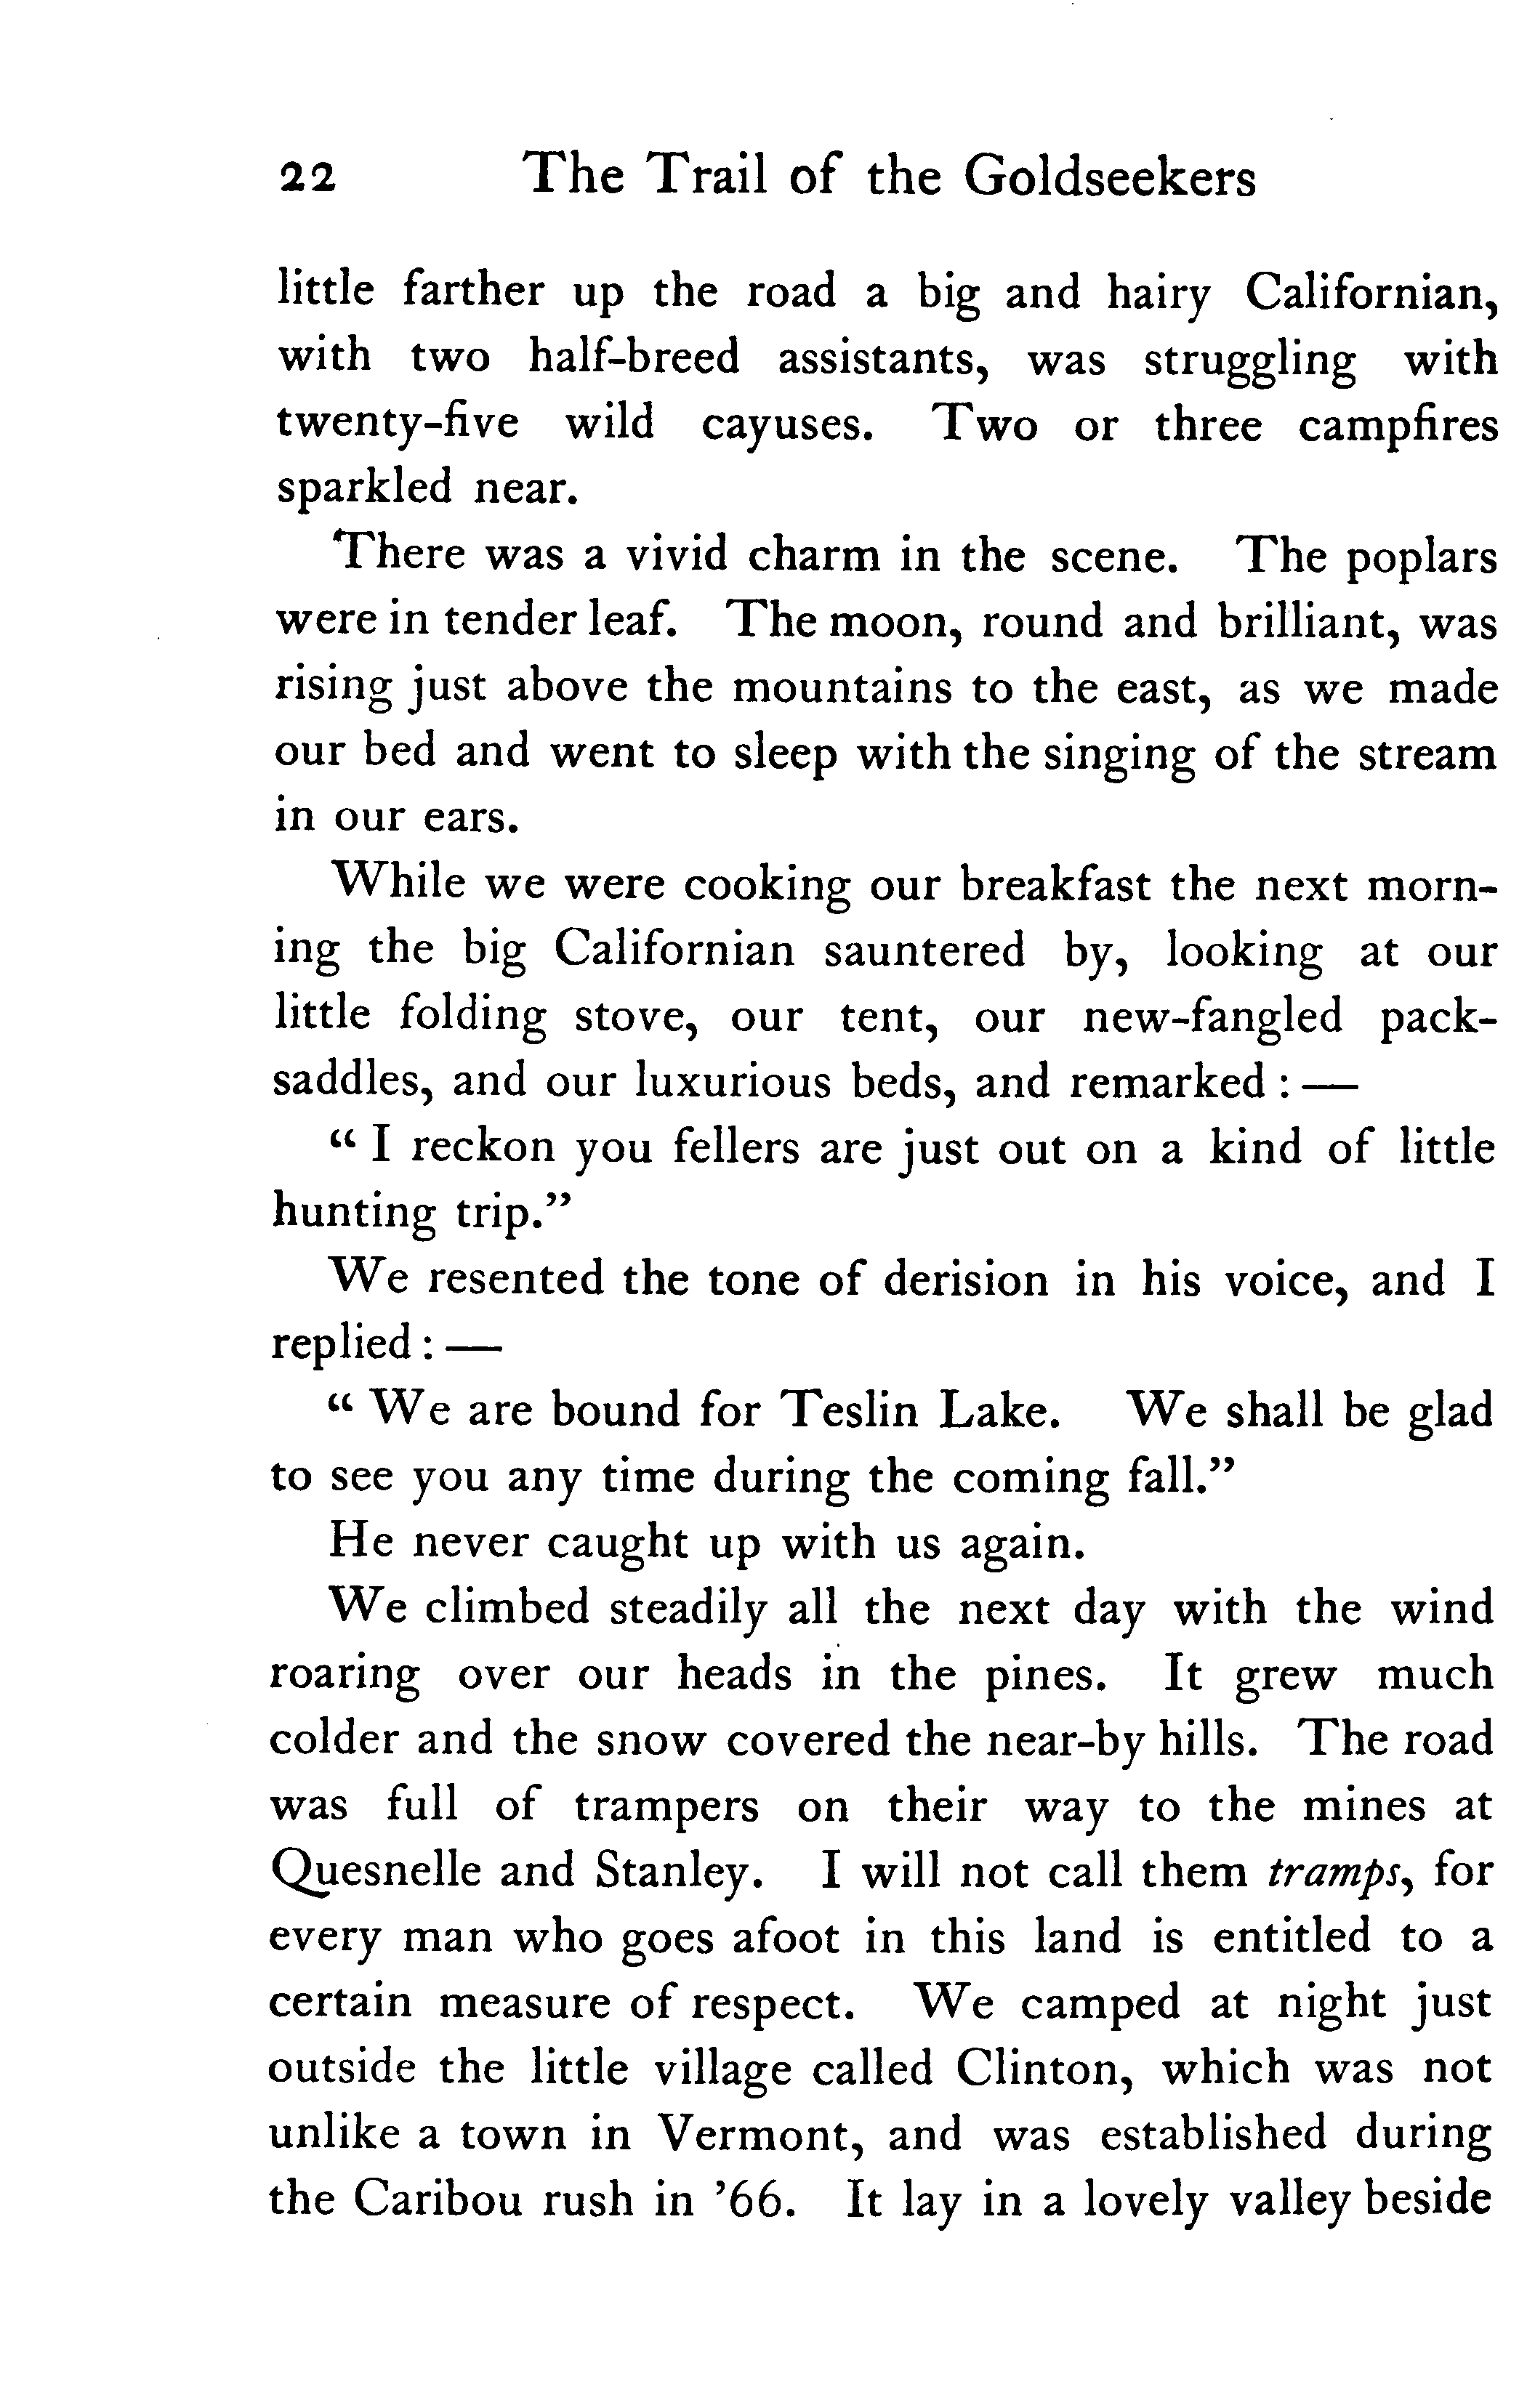 22 The Trail of the Goldseekers
little farther up the road a big and hairy Californian,
with two half-breed assistants, was struggling with
twenty-five wild cayuses. Two or three campfires
sparkled near.
There was a vivid charm in the scene. The poplars
were in tender leaf. The moon, round and brilliant, was
rising just above the mountains to the east, as we made
our bed and went to sleep with the singing of the stream
in our ears.
While we were cooking our breakfast the next morn-
ing the big Californian sauntered by, looking at our
little folding stove, our tent, our new-fangled pack-
saddles, and our luxurious beds, and remarked : —
“ I reckon you fellers are just out on a kind of little
hunting trip.”
We resented the tone of derision in his voice, and I
replied : —
“ We are bound for Teslin Lake. We shall be glad
to see you any time during the coming fall.”
He never caught up with us again.
We climbed steadily all the next day with the wind
roaring over our heads in the pines. It grew much
colder and the snow covered the near-by hills. The road
was full of trampers on their way to the mines at
Quesnelle and Stanley. I will not call them tramps, for
every man who goes afoot in this land is entitled to a
certain measure of respect. We camped at night just
outside the little village called Clinton, which was not
unlike a town in Vermont, and was established during
the Caribou rush in ’66. It lay in a lovely valley beside